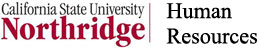 California State University
Northridge
Human
Resources